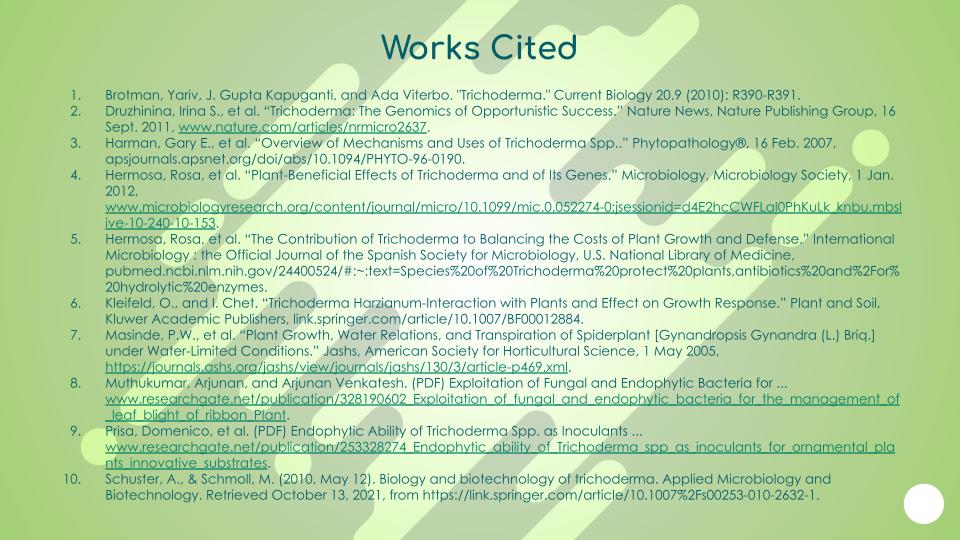 Works Cited
1. Brotman, Yariv, J. Gupta Kapuganti, and Ada Viterbo. "Trichoderma." Current Biology 20.9 (2010): R390-R391.
2. Druzhinina, Irina S., et al. “Trichoderma: The Genomics of Opportunistic Success.” Nature News, Nature Publishing Group, 16
Sept. 2011, www.nature.com/articles/nrmicro2637.
3. Harman, Gary E., et al. “Overview of Mechanisms and Uses of Trichoderma Spp..” Phytopathology®, 16 Feb. 2007,
apsjournals.apsnet.org/doi/abs/10.1094/PHYTO-96-0190.
4. Hermosa, Rosa, et al. “Plant-Beneficial Effects of Trichoderma and of Its Genes.” Microbiology, Microbiology Society, 1 Jan.
2012,
www.microbiologyresearch.org/content/journal/micro/10.1099/mic.0.052274-0;jsessionid=d4E2hcCWFLaI0PhKuLk_knbu.mbsl
ive-10-240-10-153.
5. Hermosa, Rosa, et al. “The Contribution of Trichoderma to Balancing the Costs of Plant Growth and Defense.” International
Microbiology : the Official Journal of the Spanish Society for Microbiology, U.S. National Library of Medicine,
pubmed.ncbi.nlm.nih.gov/24400524/#:~:text=Species%20of%20Trichoderma%20protect%20plants,antibiotics%20and%2For%
20hydrolytic%20enzymes.
6. Kleifeld, O., and I. Chet. “Trichoderma Harzianum-Interaction with Plants and Effect on Growth Response.” Plant and Soil,
Kluwer Academic Publishers, link.springer.com/article/10.1007/BF00012884.
7. Masinde, P.W., et al. “Plant Growth, Water Relations, and Transpiration of Spiderplant [Gynandropsis Gynandra (L.) Briq.]
under Water-Limited Conditions.” Jashs, American Society for Horticultural Science, 1 May 2005,
https://journals.ashs.org/jashs/view/journals/jashs/130/3/article-p469.xml.
8. Muthukumar, Arjunan, and Arjunan Venkatesh. (PDF) Exploitation of Fungal and Endophytic Bacteria for ...
www.researchgate.net/publication/328190602_Exploitation_of_fungal_and_endophytic_bacteria_for_the_management_of
_leaf_blight_of_ribbon_Plant.
9. Prisa, Domenico, et al. (PDF) Endophytic Ability of Trichoderma Spp. as Inoculants ...
www.researchgate.net/publication/253328274_Endophytic_ability_of_Trichoderma_spp_as_inoculants_for_ornamental_pla
nts_innovative_substrates.
10. Schuster, A., & Schmoll, M. (2010, May 12). Biology and biotechnology of trichoderma. Applied Microbiology and
Biotechnology. Retrieved October 13, 2021, from https://link.springer.com/article/10.1007%2Fs00253-010-2632-1.